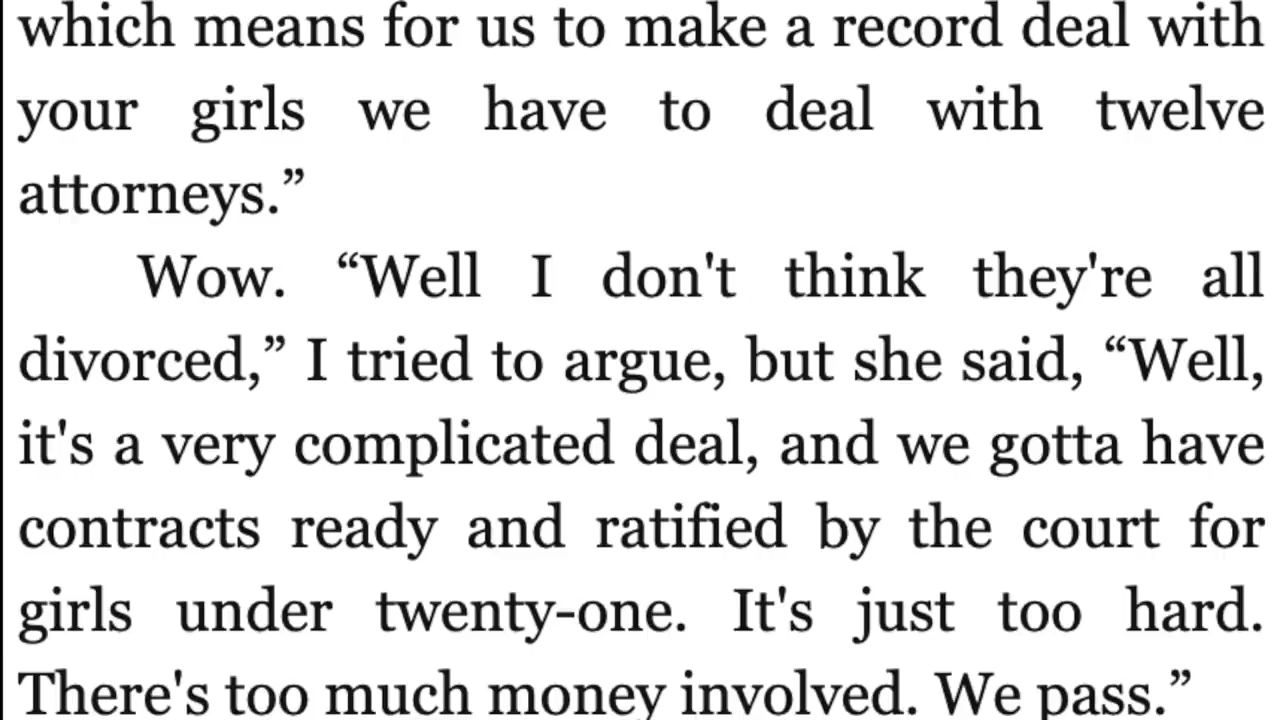 which means for us to make a record deal with
your girls we have to deal with twelve
attorneys.”
Wow. “Well I don't think they're all
divorced,” I tried to argue, but she said, “Well,
it's a very complicated deal, and we gotta have
contracts ready and ratified by the court for
girls under twenty-one. It's just too hard.
There's too much money involved. We pass.”